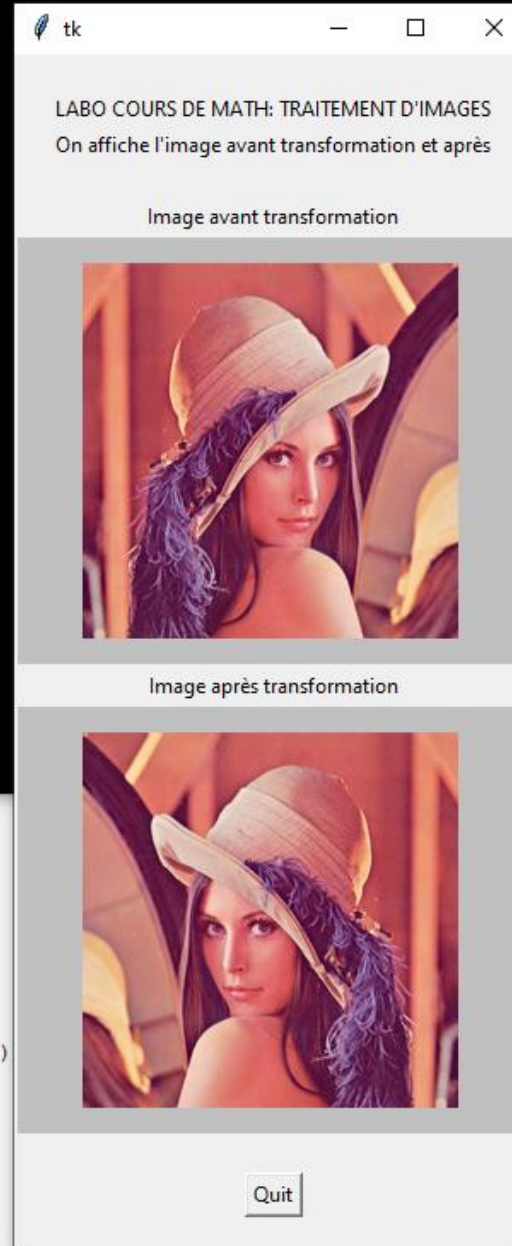 tk
LABO COURS DE MATH: TRAITEMENT D'IMAGES
On affiche l'image avant transformation et après
Image avant transformation
Image après transformation
)
Quit